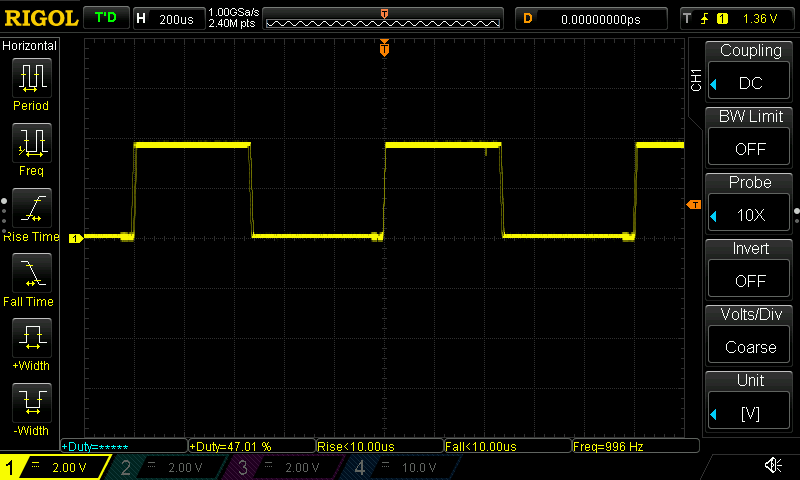 RIGOL T'D H 200us 1.00GSa/s 2.40M pts T D 0.00000000ps T 1 1.36 V
Horizontal
Period
Freq
Rise Time
Fall Time
+Width
-Width
T
1
T
CH1
Coupling
DC
BW Limit
OFF
Probe
10X
Invert
OFF
Volts/Div
Coarse
Unit
[V]
+Duty=***** +Duty=47.01 % Rise<10.00us Fall<10.00us Freq=996 Hz
1 2.00 V 2 2.00 V 3 2.00 V 4 10.0 V